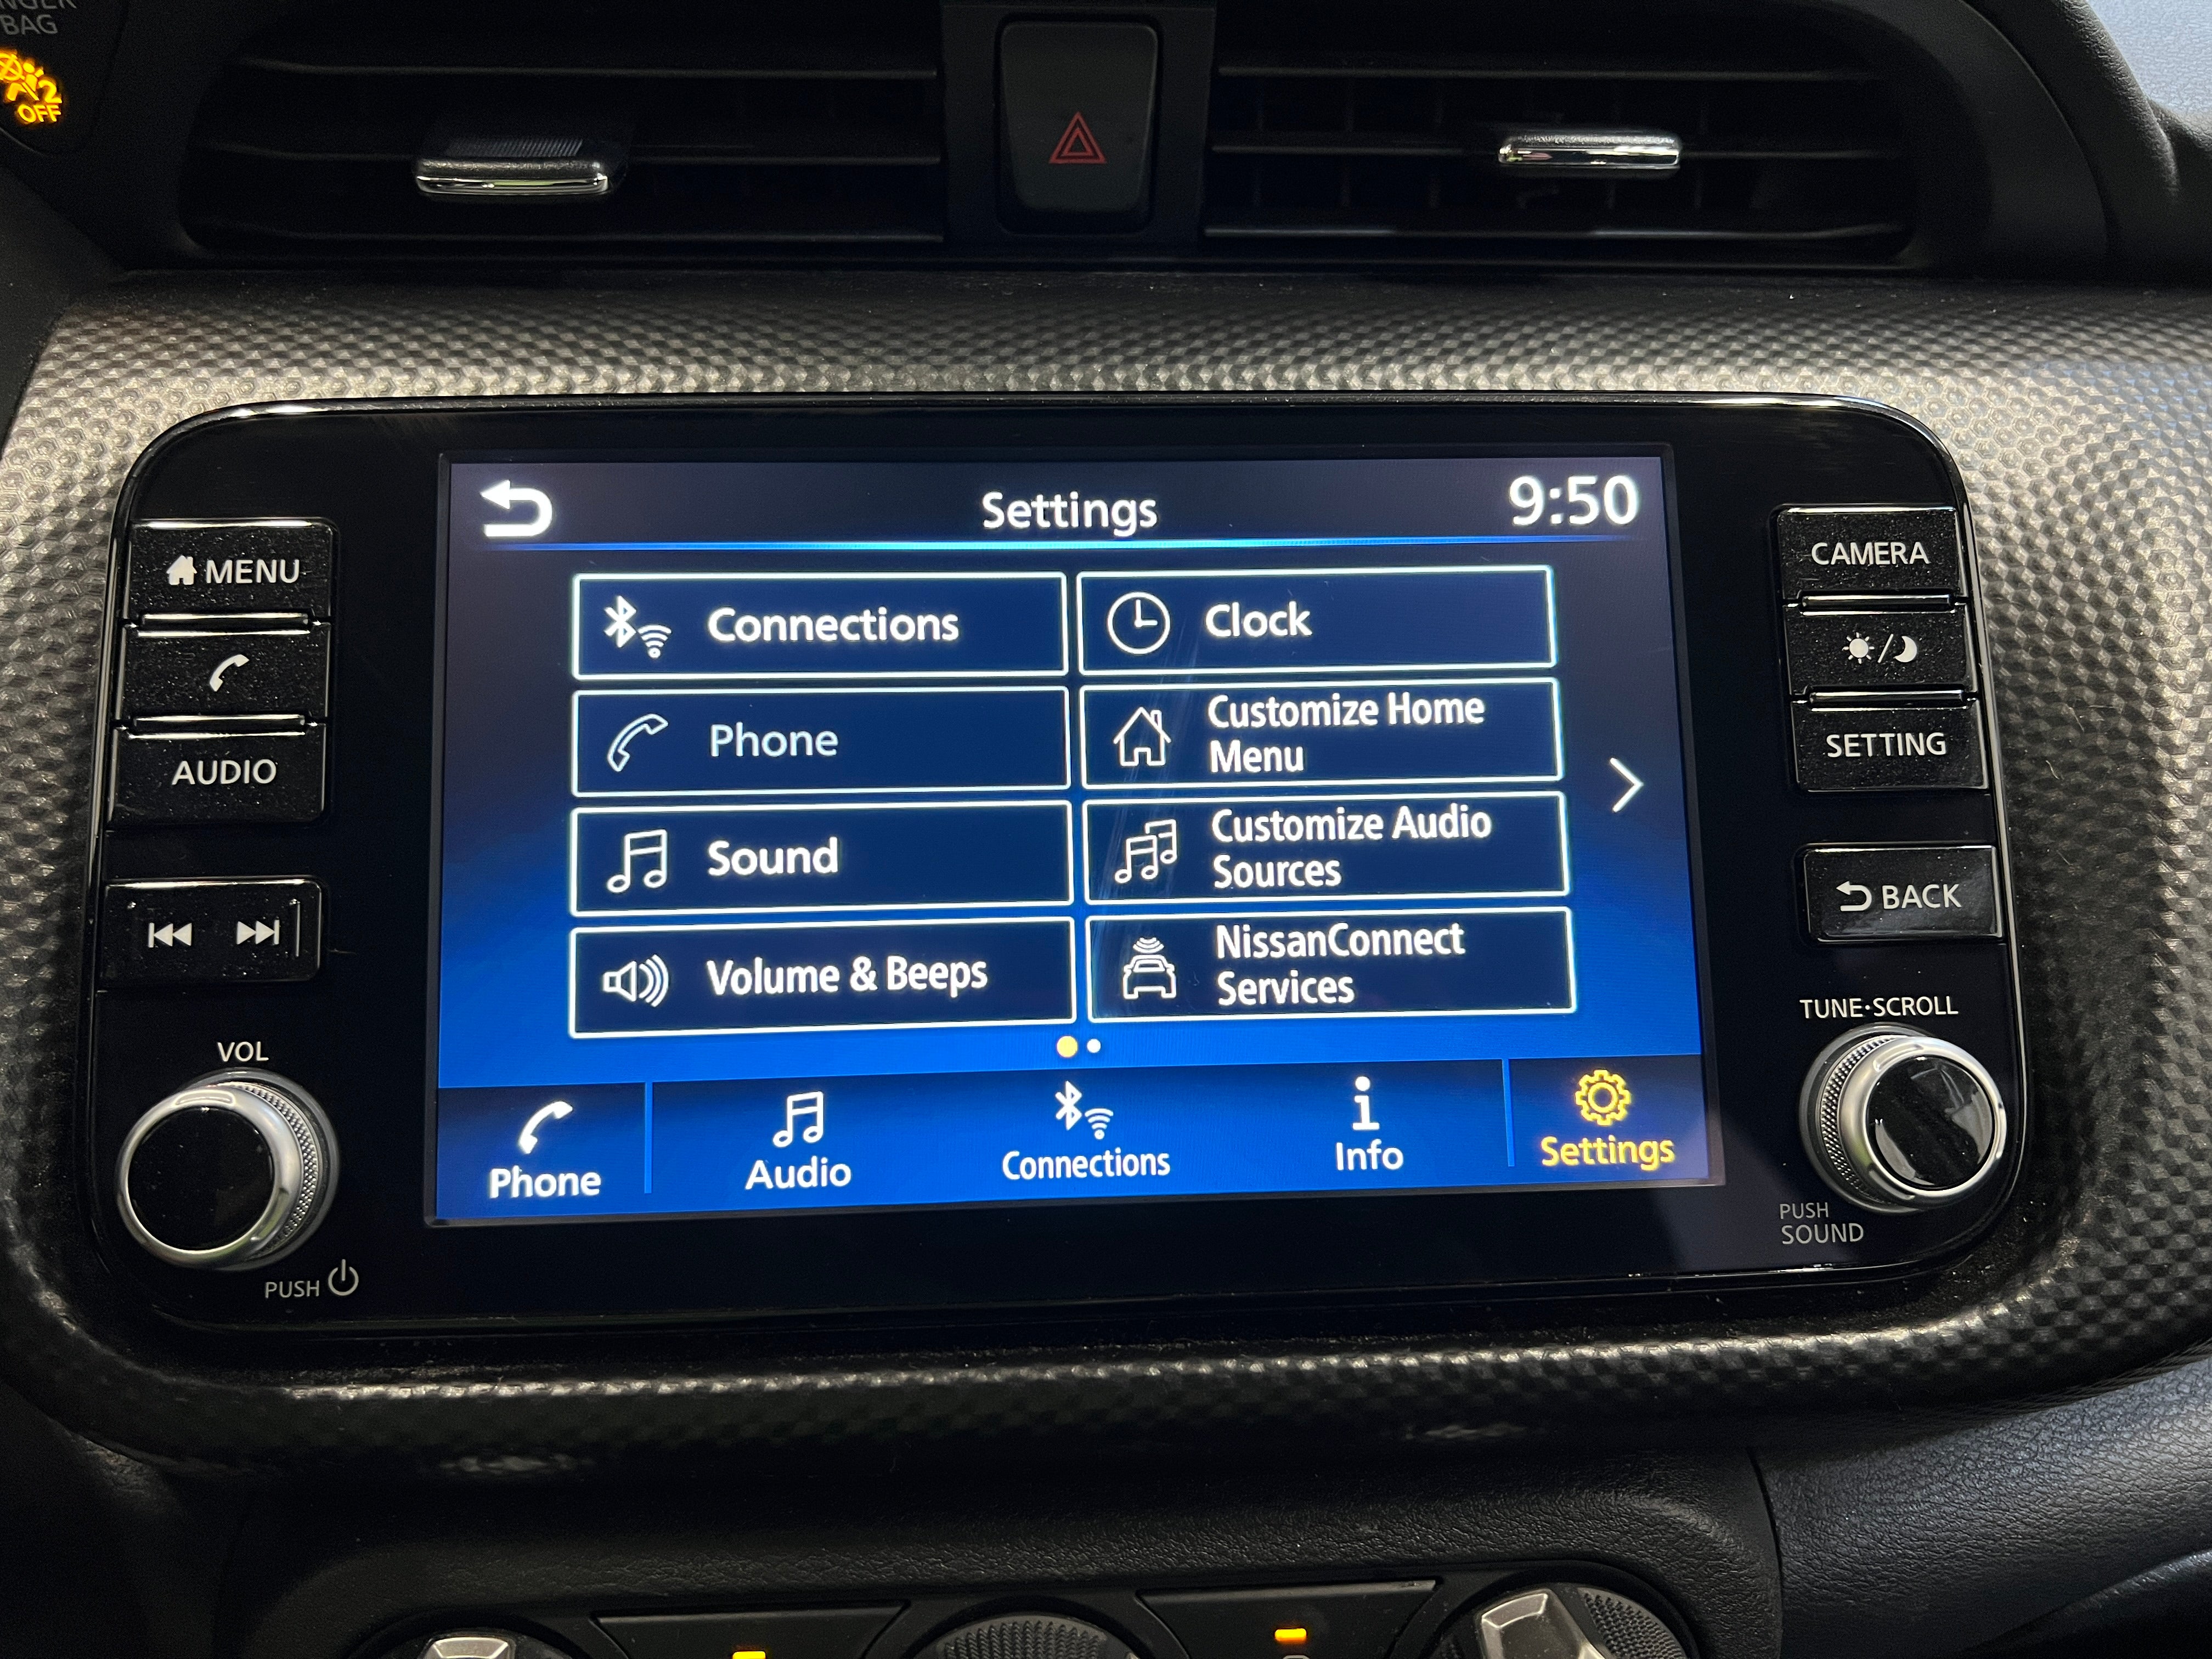 BAG
OFF
Settings
9:50
MENU
AUDIO
VOL
PUSH
Connections
Phone
Sound
Volume & Beeps
Clock
Customize Home
Menu
Customize Audio
Sources
NissanConnect
Services
Phone
Audio
Connections
Info
Settings
CAMERA
SETTING
BACK
TUNE·SCROLL
PUSH
SOUND